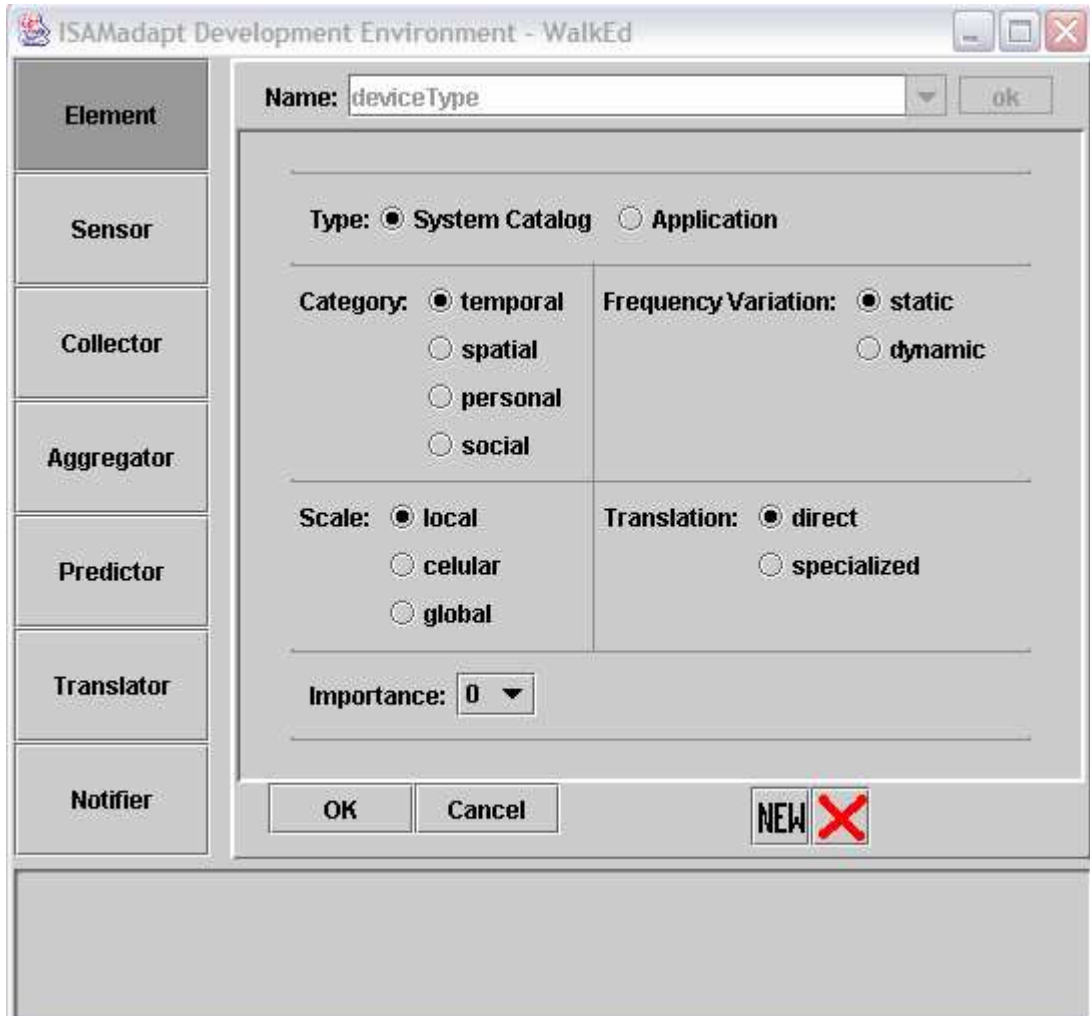 ISAMadapt Development Environment - WalkEd
Element
Sensor
Collector
Aggregator
Predictor
Translator
Notifier
Name: deviceType ok
Type: System Catalog Application
Category: temporal
spatial
personal
social
Frequency Variation: static
dynamic
Scale: local
celular
global
Translation: direct
specialized
Importance: 0
OK Cancel NEW